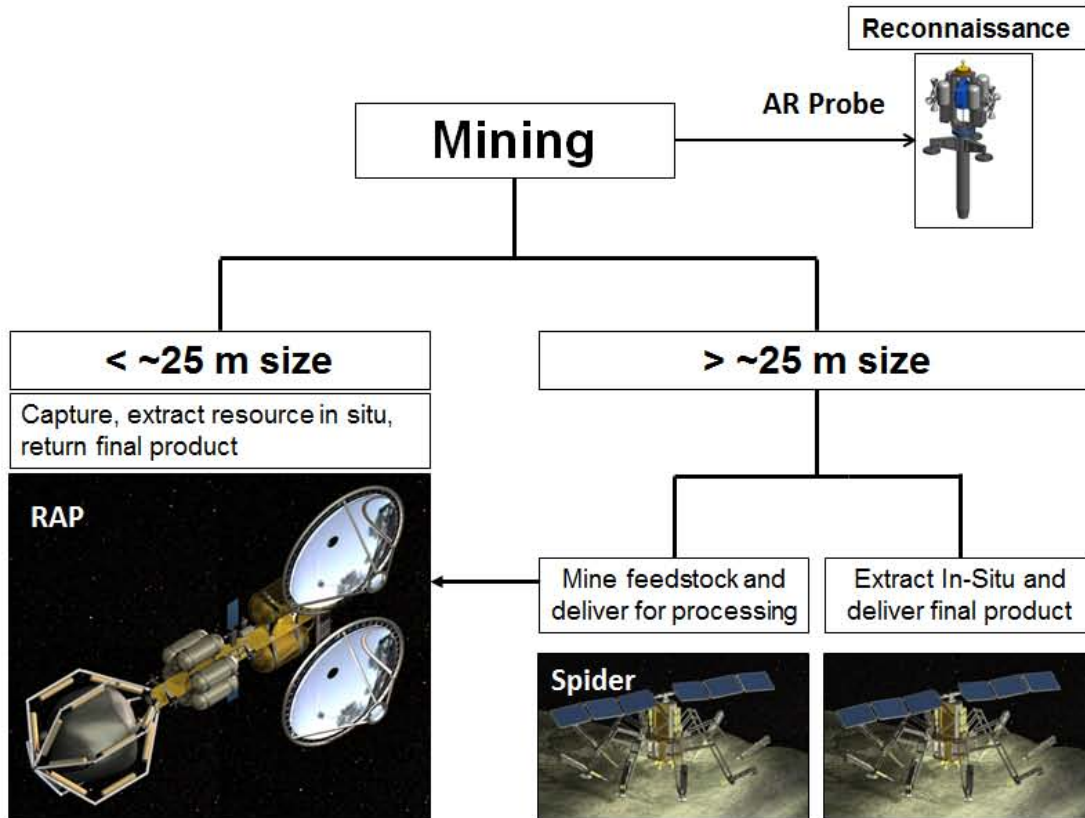 Reconnaissance
AR Probe
Mining
< ~25 m size
> ~25 m size
Capture, extract resource in situ,
return final product
RAP
Mine feedstock and
deliver for processing
Extract In-Situ and
deliver final product
Spider